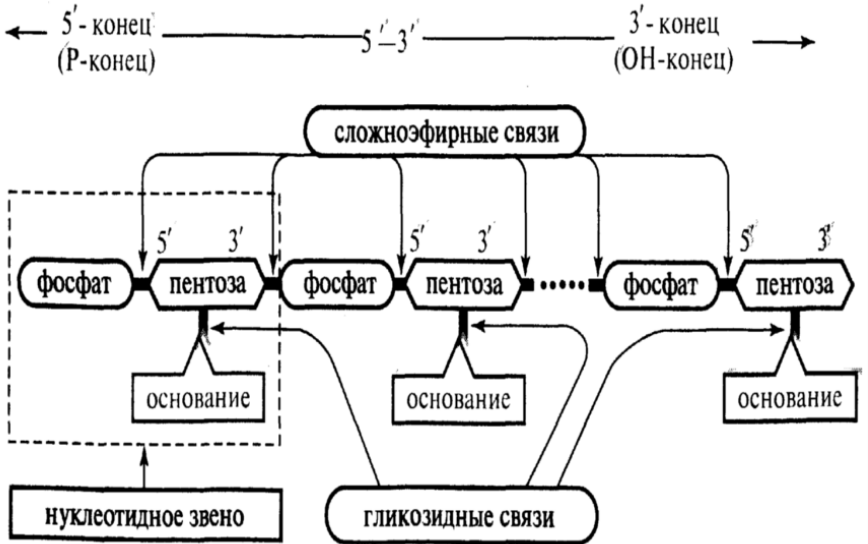 5′- конец 5′–3′ 3′- конец
(Р-конец) (ОН-конец)
сложноэфирные связи
5′ 3′ 5′ 3′ 5′ 3′
фосфат пентоза фосфат пентоза фосфат пентоза
основание основание основание
нуклеотидное звено гликозидные связи